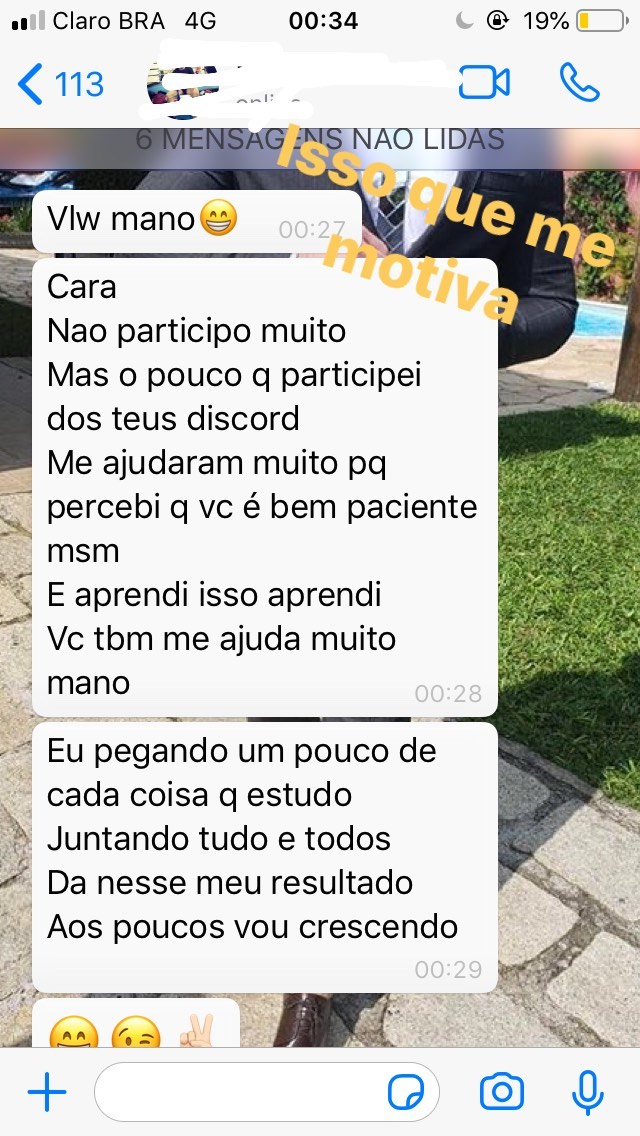 Claro BRA 4G 00:34 19%
113
6 MENSAGENS NÃO LIDAS
Isso que me
motiva
Vlw mano😁 00:27
Cara
Nao participo muito
Mas o pouco q participei
dos teus discord
Me ajudaram muito pq
percebi q vc é bem paciente
msm
E aprendi isso aprendi
Vc tbm me ajuda muito
mano 00:28
Eu pegando um pouco de
cada coisa q estudo
Juntando tudo e todos
Da nesse meu resultado
Aos poucos vou crescendo
00:29
😁 😉 ✌🏻